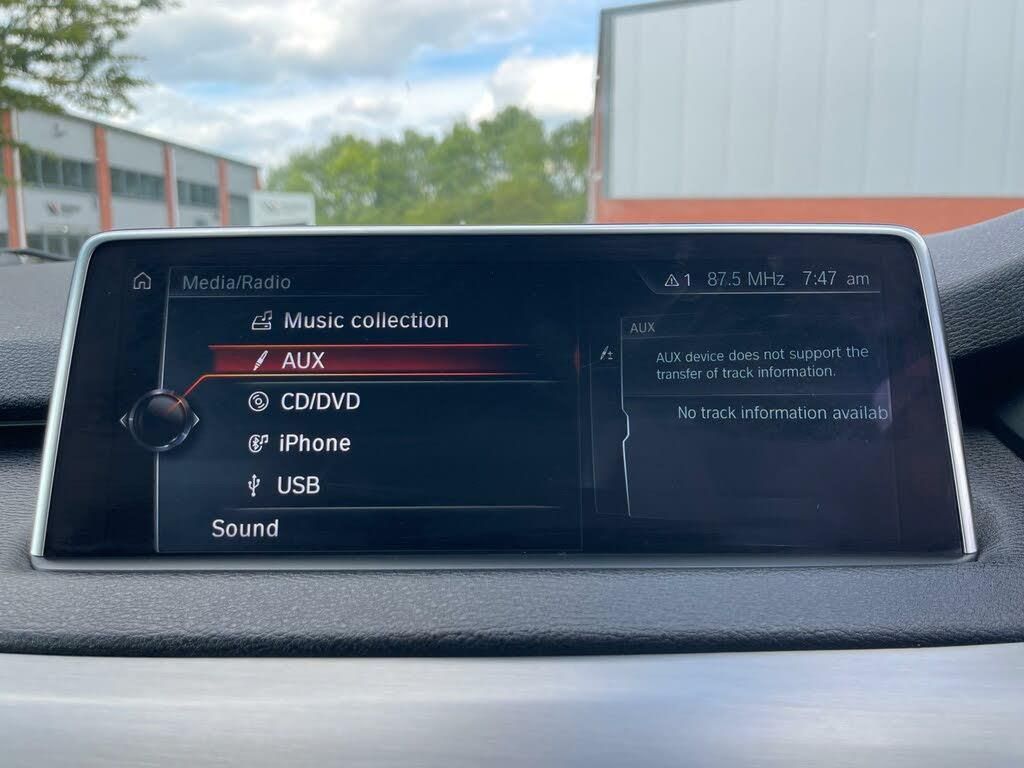 Media/Radio
1 87.5 MHz 7:47 am
Music collection
AUX
CD/DVD
iPhone
USB
Sound
AUX
AUX device does not support the
transfer of track information.
No track information availab